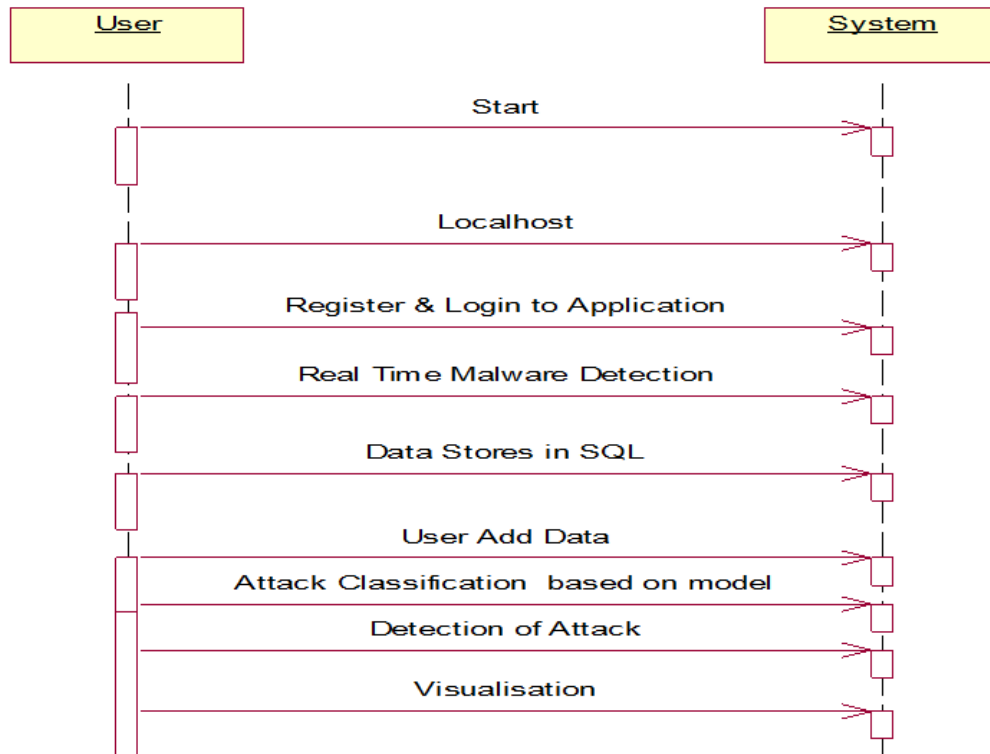 User
System
Start
Localhost
Register & Login to Application
Real Time Malware Detection
Data Stores in SQL
User Add Data
Attack Classification based on model
Detection of Attack
Visualisation